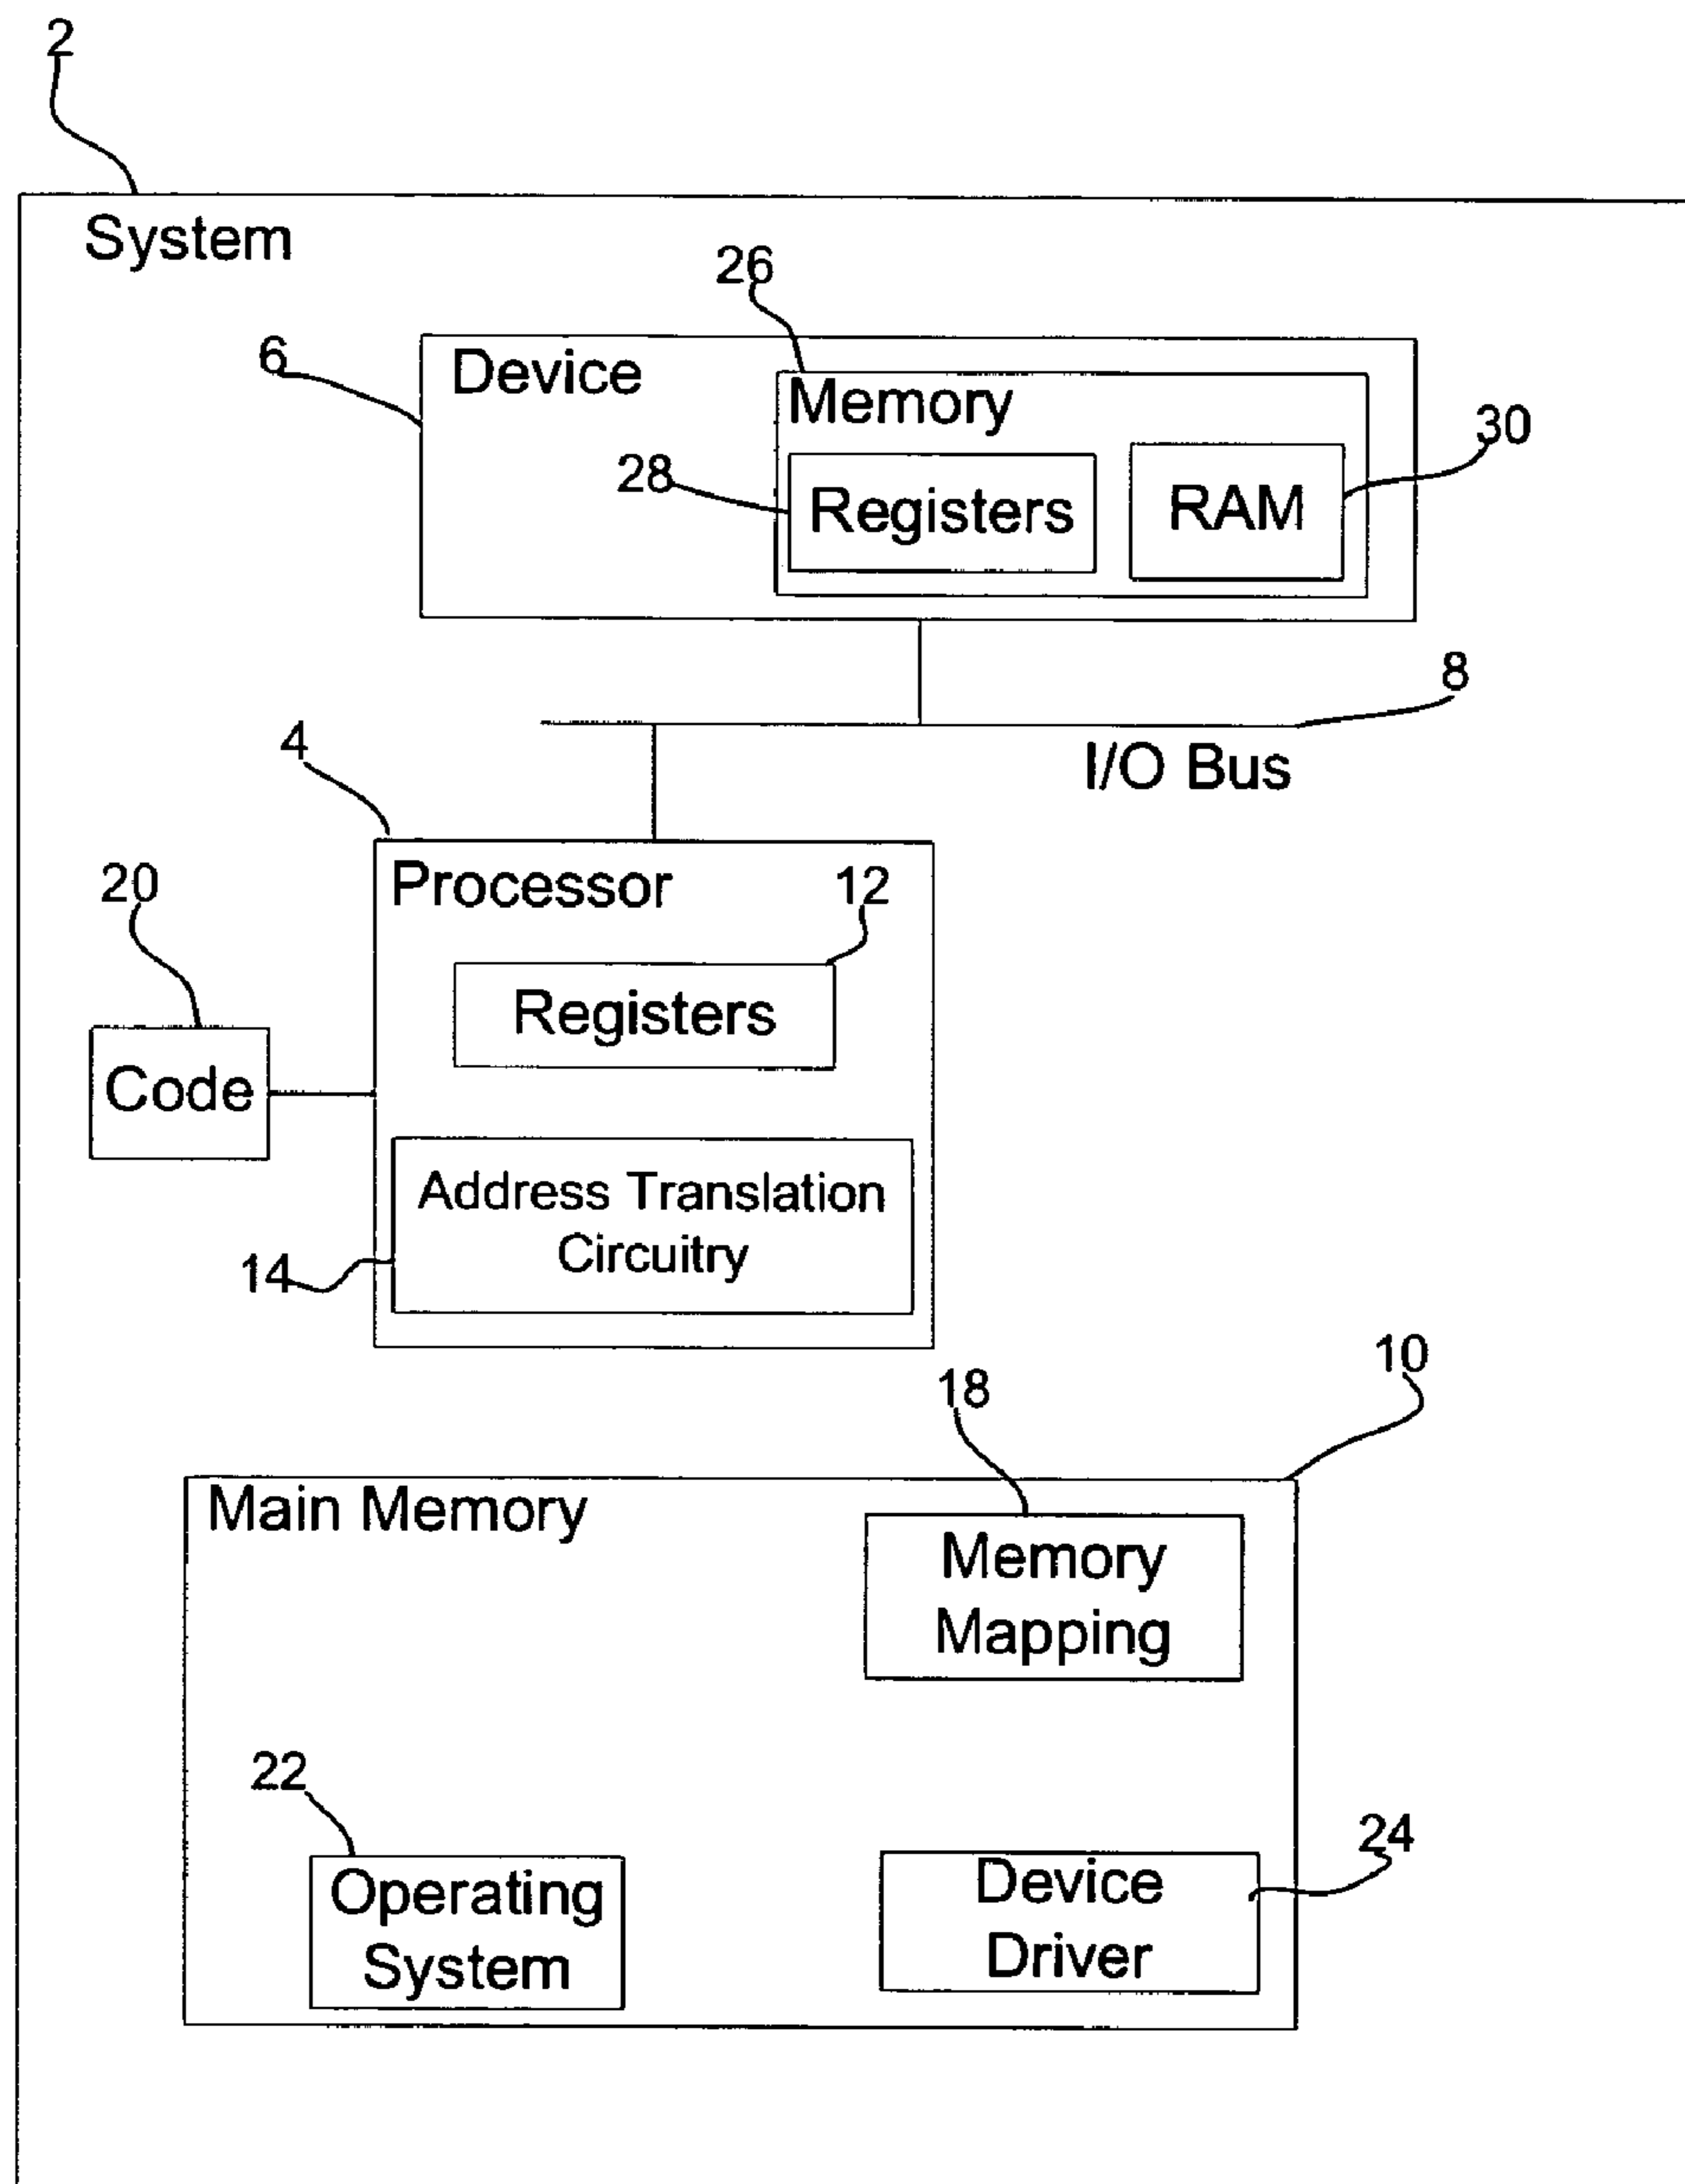 2
System
26
6
Device
Memory
30
28
Registers
RAM
8
I/O Bus
4
Processor
12
20
Registers
Code
Address Translation
Circuitry
14
10
18
Main Memory
Memory
Mapping
22
24
Operating
System
Device
Driver